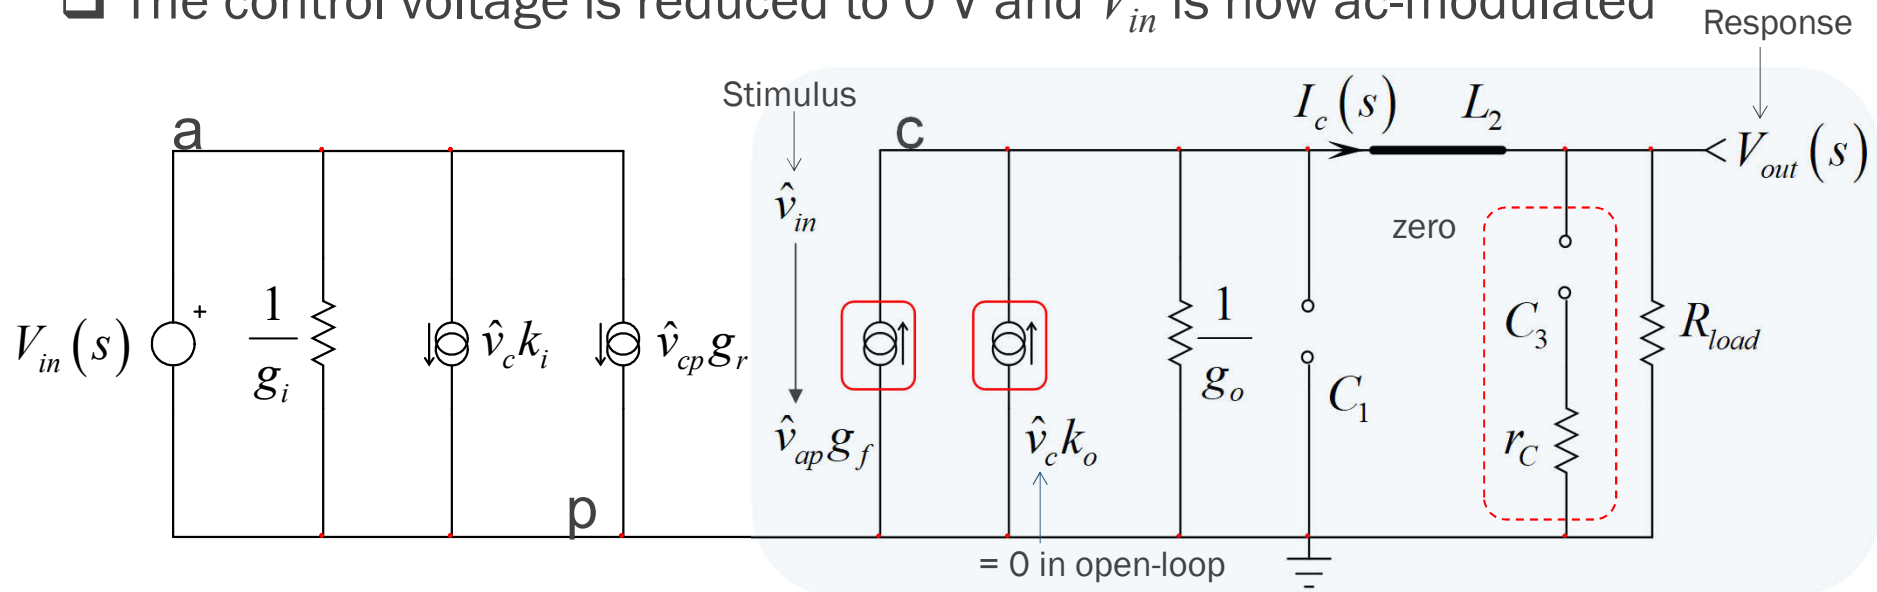 ❑ The control voltage is reduced to 0 V and V_in is now ac-modulated
Response
Stimulus
I_c(s)
L_2
a
c
V_out(s)
v̂_in
zero
+
V_in(s)
1/g_i
v̂_c k_i
v̂_cp g_r
1/g_o
C_1
C_3
R_load
v̂_ap g_f
v̂_c k_o
r_C
p
= 0 in open-loop